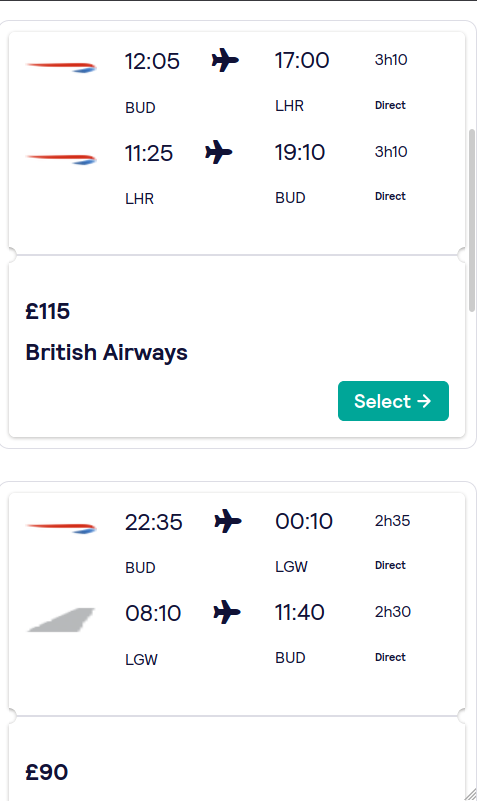 12:05 17:00 3h10
BUD LHR Direct
11:25 19:10 3h10
LHR BUD Direct
£115
British Airways
Select →
22:35 00:10 2h35
BUD LGW Direct
08:10 11:40 2h30
LGW BUD Direct
£90